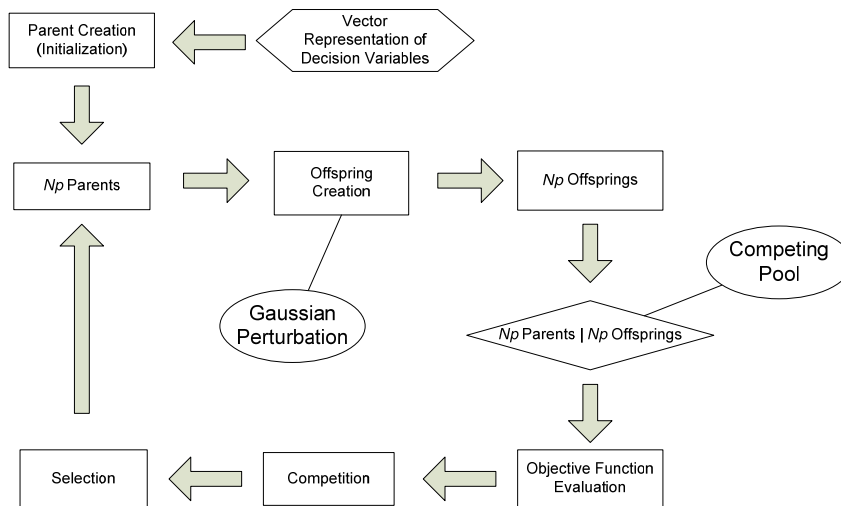 Parent Creation
(Initialization)
Vector
Representation of
Decision Variables
Np Parents
Offspring
Creation
Np Offsprings
Gaussian
Perturbation
Competing
Pool
Np Parents | Np Offsprings
Selection
Competition
Objective Function
Evaluation